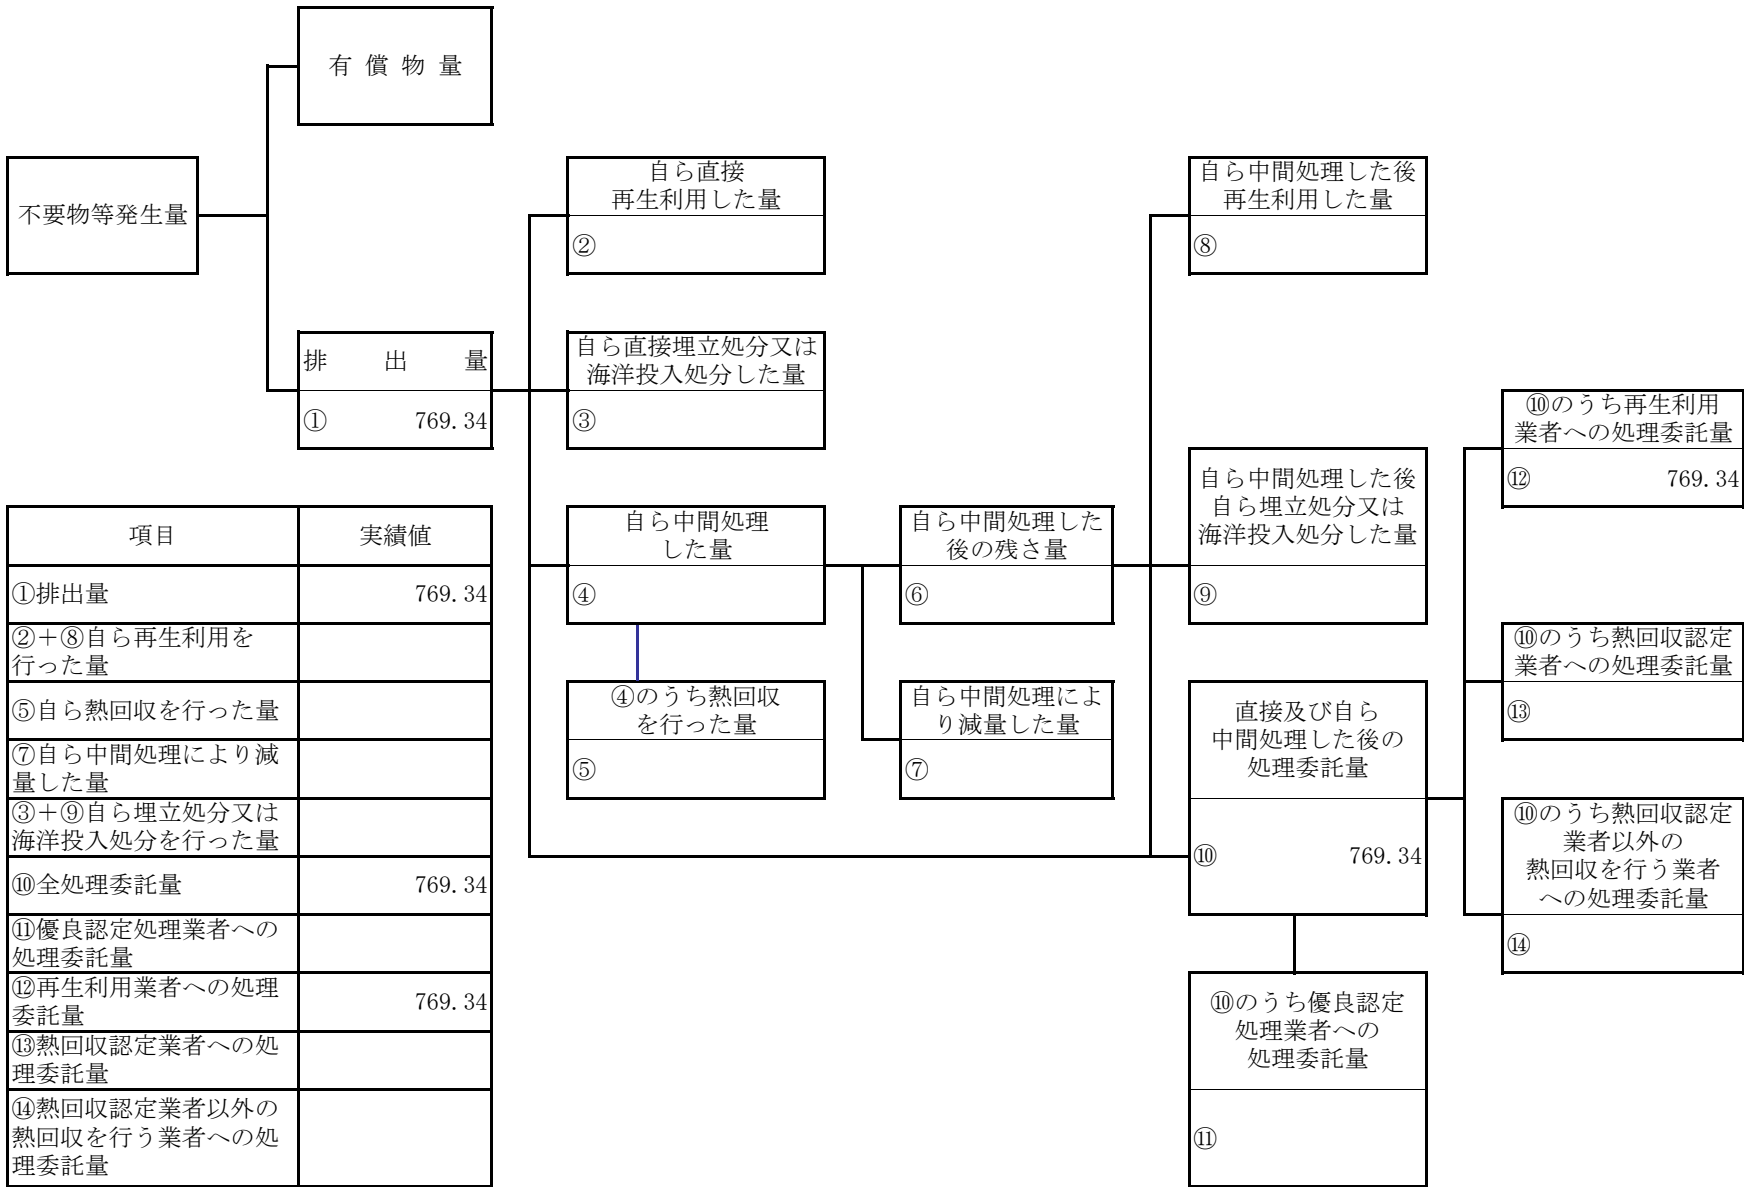 有償物量
不要物等発生量
排出量
① 769.34
自ら直接
再生利用した量
②
自ら直接埋立処分又は
海洋投入処分した量
③
自ら中間処理
した量
④
④のうち熱回収
を行った量
⑤
自ら中間処理した
後の残さ量
⑥
自ら中間処理によ
り減量した量
⑦
自ら中間処理した後
再生利用した量
⑧
自ら中間処理した後
自ら埋立処分又は
海洋投入処分した量
⑨
直接及び自ら
中間処理した後の
処理委託量
⑩ 769.34
⑩のうち優良認定
処理業者への
処理委託量
⑪
⑩のうち再生利用
業者への処理委託量
⑫ 769.34
⑩のうち熱回収認定
業者への処理委託量
⑬
⑩のうち熱回収認定
業者以外の
熱回収を行う業者
への処理委託量
⑭
項目 実績値
①排出量 769.34
②+⑧自ら再生利用を
行った量
⑤自ら熱回収を行った量
⑦自ら中間処理により減
量した量
③+⑨自ら埋立処分又は
海洋投入処分を行った量
⑩全処理委託量 769.34
⑪優良認定処理業者への
処理委託量
⑫再生利用業者への処理
委託量 769.34
⑬熱回収認定業者への処
理委託量
⑭熱回収認定業者以外の
熱回収を行う業者への処
理委託量